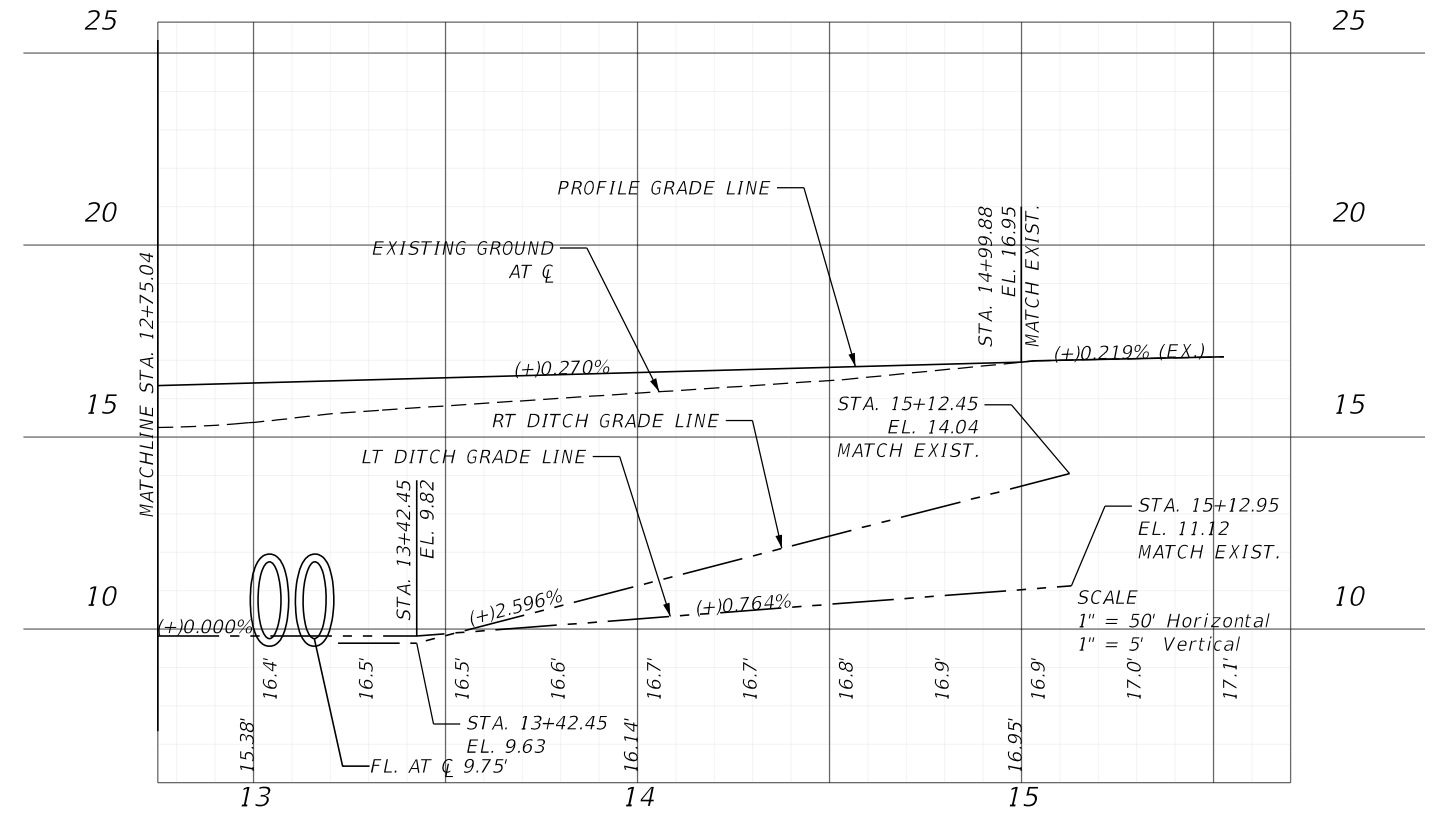 25
25
PROFILE GRADE LINE
20
20
STA. 14+99.88
EL. 16.95
MATCH EXIST.
EXISTING GROUND
AT ℄
MATCHLINE STA. 12+75.04
(+)0.270%
(+)0.219% (EX.)
15
15
STA. 15+12.45
EL. 14.04
MATCH EXIST.
RT DITCH GRADE LINE
LT DITCH GRADE LINE
STA. 13+42.45
EL. 9.82
STA. 15+12.95
EL. 11.12
MATCH EXIST.
10
10
(+)2.596%
(+)0.764%
(+)0.000%
SCALE
1" = 50' Horizontal
1" = 5' Vertical
16.4'
16.5'
16.5'
16.6'
16.7'
16.7'
16.8'
16.9'
16.9'
17.0'
17.1'
STA. 13+42.45
EL. 9.63
FL. AT ℄ 9.75'
15.38'
16.14'
16.95'
13
14
15